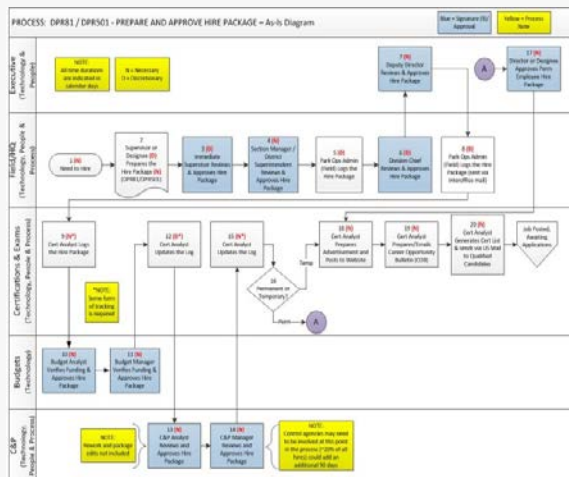 PROCESS: DPR81 / DPR501 - PREPARE AND APPROVE HIRE PACKAGE – As-Is Diagram
Blue = Signature (S)/
Approval
Yellow = Process
Note
Executive
(Technology &
People)
NOTE:
All time durations
are indicated in
calendar days
N = Necessary
D = Discretionary
7 (N)
Deputy Director
Reviews & Approves
Hire Package
A
17 (N)
Director or Designee
Approves Perm
Employee Hire
Package
Field/HQ
(Technology, People &
Process)
1 (N)
Need to Hire
2
Supervisor or
Designee (D)
Prepares the
Hire Package (N)
(DPR81/DPR501)
3 (D)
Immediate
Supervisor Reviews
& Approves Hire
Package
4 (N)
Section Manager /
District
Superintendent
Reviews & Approves
Hire Package
5 (D)
Park Ops Admin
(Field) Logs the Hire
Package
6 (D)
Division Chief
Reviews & Approves
Hire Package
8 (N)
Park Ops Admin
(Field) Logs the Hire
Package (sent via
interoffice mail)
Certifications & Exams
(Technology, People & Process)
9 (N*)
Cert Analyst Logs
the Hire Package
12 (N*)
Cert Analyst
Updates the Log
15 (N*)
Cert Analyst
Updates the Log
16
Permanent or
Temporary?
Temp
Perm
A
18 (N)
Cert Analyst
Prepares
Advertisement and
Posts to Website
19 (N)
Cert Analyst
Prepares/Emails
Career Opportunity
Bulletin (COB)
20 (N)
Cert Analyst
Generates Cert List
& sends via US Mail
to Qualified
Candidates
Job Posted,
Awaiting
Applications
*NOTE:
Some form
of tracking
is required
Budgets
(Technology)
10 (N)
Budget Analyst
Verifies Funding &
Approves Hire
Package
11 (N)
Budget Manager
Verifies Funding &
Approves Hire
Package
C&P
(Technology,
People & Process)
NOTE:
Rework and package
edits not included
13 (N)
C&P Analyst
Reviews and
Approves Hire
Package
14 (N)
C&P Manager
Reviews and
Approves Hire
Package
NOTE:
Control agencies may need
to be involved at this point
in the process (~10% of all
hires) could add an
additional 90 days